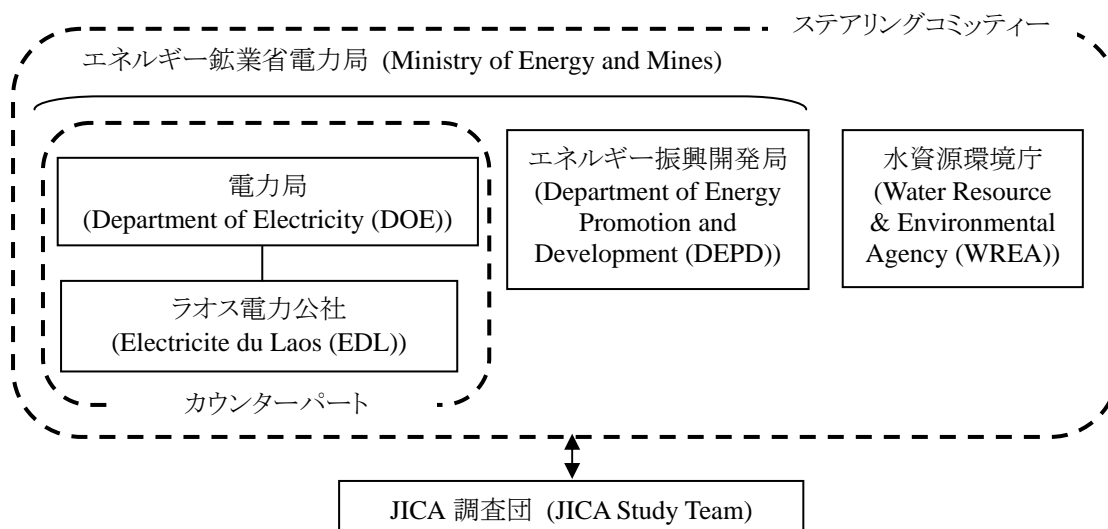 ステアリングコミッティー
エネルギー鉱業省電力局 (Ministry of Energy and Mines)
電力局
(Department of Electricity (DOE))
ラオス電力公社
(Electricite du Laos (EDL))
カウンターパート
エネルギー振興開発局
(Department of Energy
Promotion and
Development (DEPD))
水資源環境庁
(Water Resource
& Environmental
Agency (WREA))
JICA 調査団 (JICA Study Team)